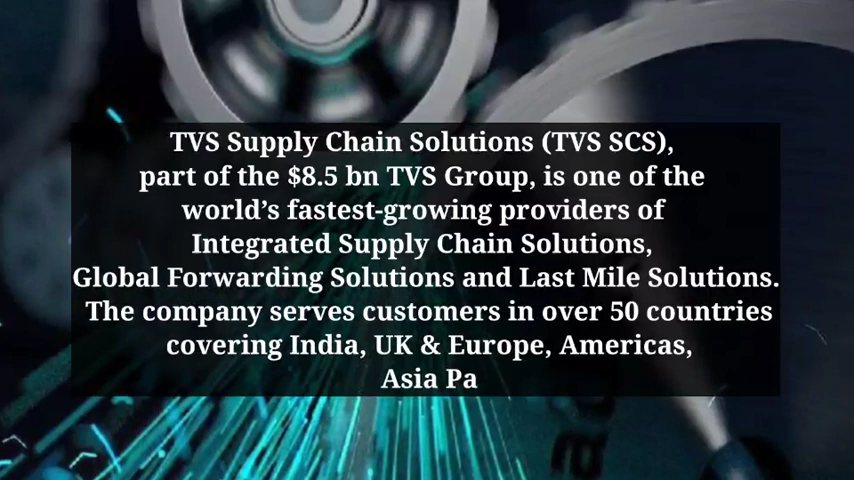 TVS Supply Chain Solutions (TVS SCS),
part of the $8.5 bn TVS Group, is one of the
world’s fastest-growing providers of
Integrated Supply Chain Solutions,
Global Forwarding Solutions and Last Mile Solutions.
The company serves customers in over 50 countries
covering India, UK & Europe, Americas,
Asia Pa